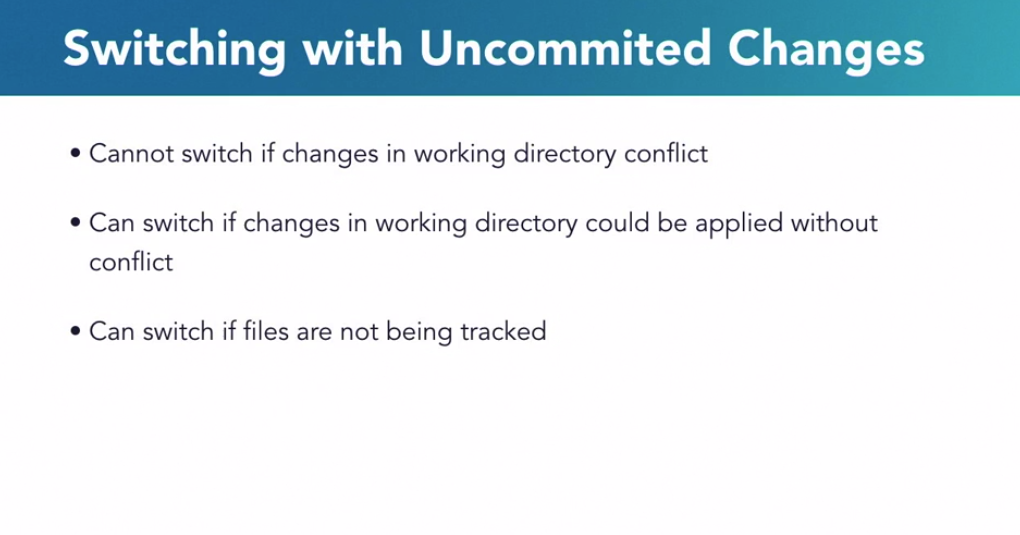 Switching with Uncommited Changes
• Cannot switch if changes in working directory conflict
• Can switch if changes in working directory could be applied without
conflict
• Can switch if files are not being tracked